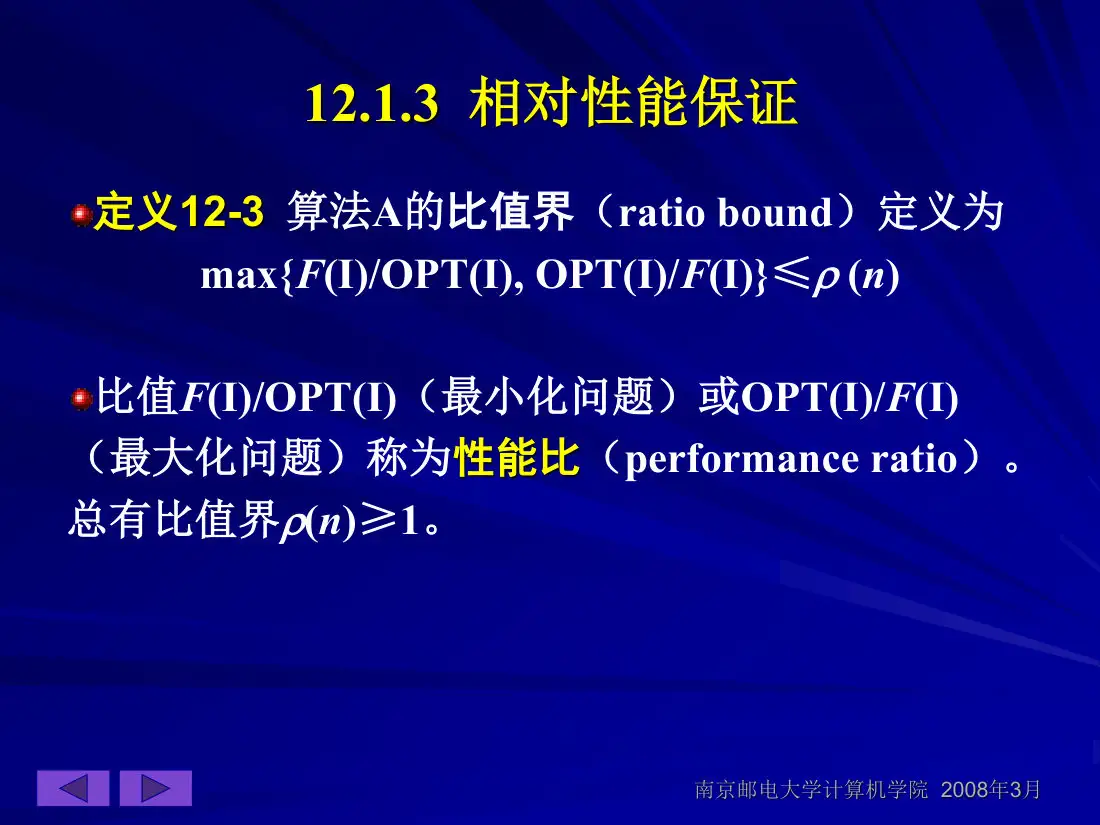 12.1.3 相对性能保证
定义12-3 算法A的比值界（ratio bound）定义为
max{F(I)/OPT(I), OPT(I)/F(I)}≤ρ (n)
比值F(I)/OPT(I)（最小化问题）或OPT(I)/F(I)
（最大化问题）称为性能比（performance ratio）。
总有比值界ρ(n)≥1。
南京邮电大学计算机学院 2008年3月